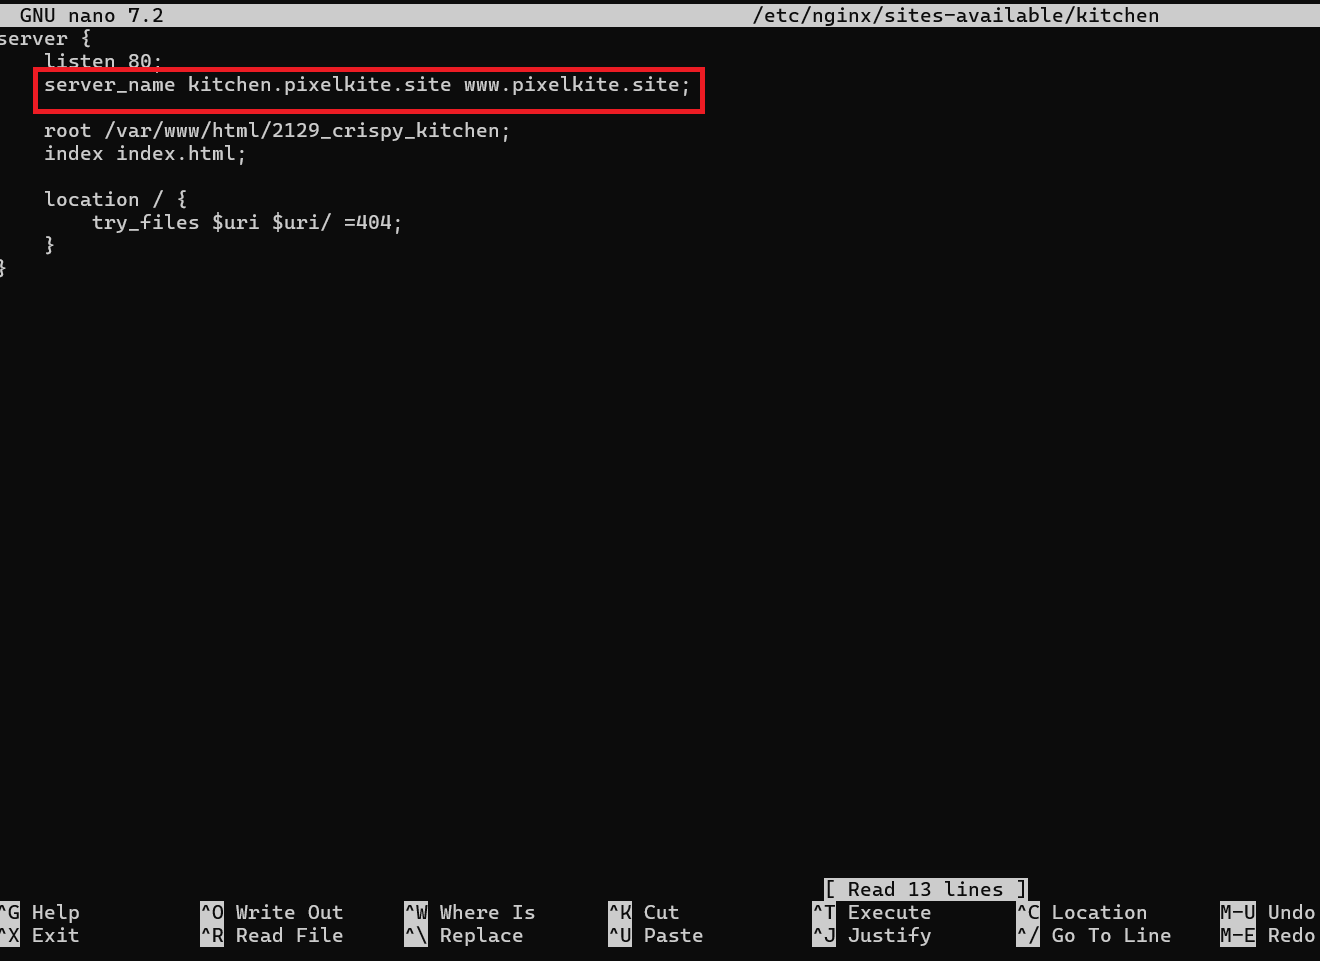 GNU nano 7.2 /etc/nginx/sites-available/kitchen
server {
    listen 80;
    server_name kitchen.pixelkite.site www.pixelkite.site;

    root /var/www/html/2129_crispy_kitchen;
    index index.html;

    location / {
        try_files $uri $uri/ =404;
    }
}
[ Read 13 lines ]
^G Help ^O Write Out ^W Where Is ^K Cut ^T Execute ^C Location M-U Undo
^X Exit ^R Read File ^\ Replace ^U Paste ^J Justify ^/ Go To Line M-E Redo